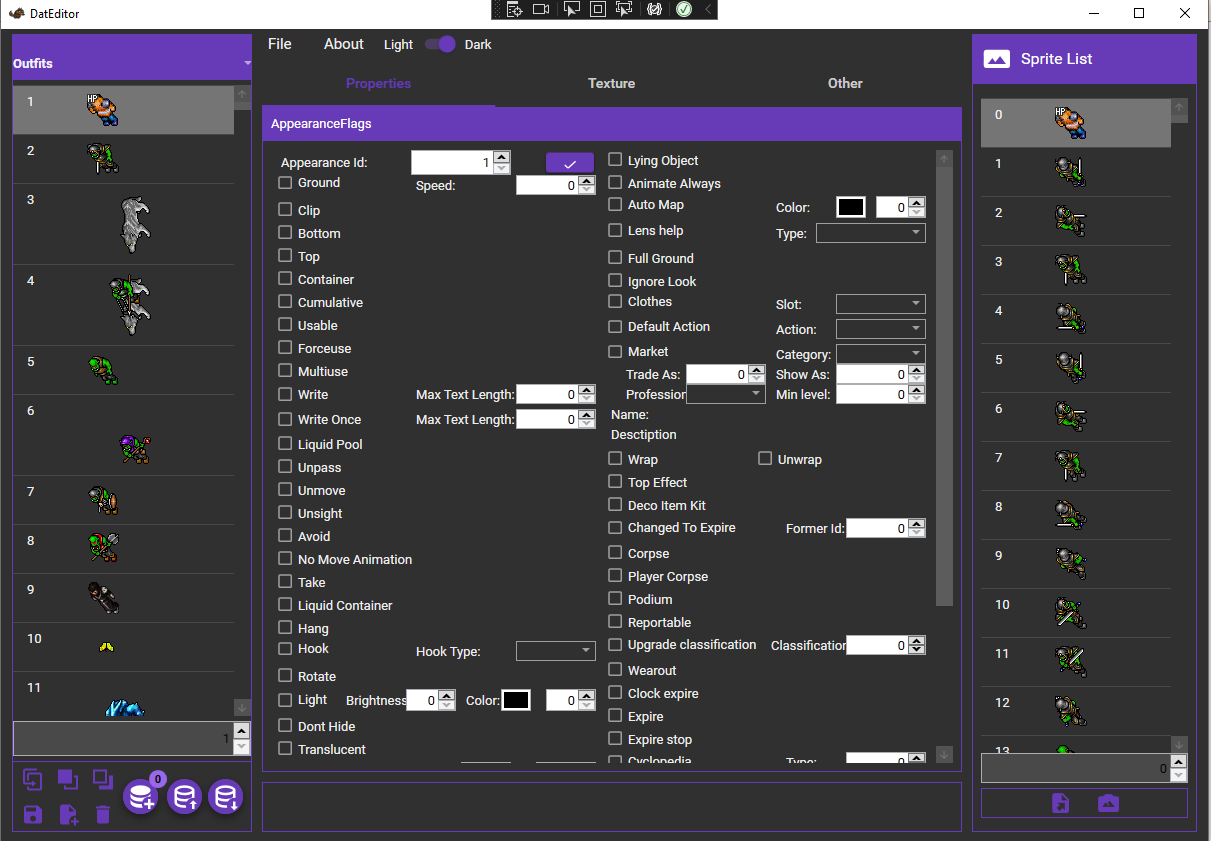 DatEditor
Outfits
1
HP
2
3
4
5
6
7
8
9
10
11
1
0
File
About
Light
Dark
Properties
Texture
Other
AppearanceFlags
Appearance Id:
1
Ground
Speed:
0
Clip
Bottom
Top
Container
Cumulative
Usable
Forceuse
Multiuse
Write
Max Text Length:
0
Write Once
Max Text Length:
0
Liquid Pool
Unpass
Unmove
Unsight
Avoid
No Move Animation
Take
Liquid Container
Hang
Hook
Hook Type:
Rotate
Light
Brightness
0
Color:
0
Dont Hide
Translucent
Lying Object
Animate Always
Auto Map
Color:
0
Lens help
Type:
Full Ground
Ignore Look
Clothes
Slot:
Default Action
Action:
Market
Category:
Trade As:
0
Show As:
0
Profession
Min level:
0
Name:
Desctiption
Wrap
Unwrap
Top Effect
Deco Item Kit
Changed To Expire
Former Id:
0
Corpse
Player Corpse
Podium
Reportable
Upgrade classification
Classification
0
Wearout
Clock expire
Expire
Expire stop
Cyclopedia
Type:
0
Sprite List
0
HP
1
2
3
4
5
6
7
8
9
10
11
12
13
0